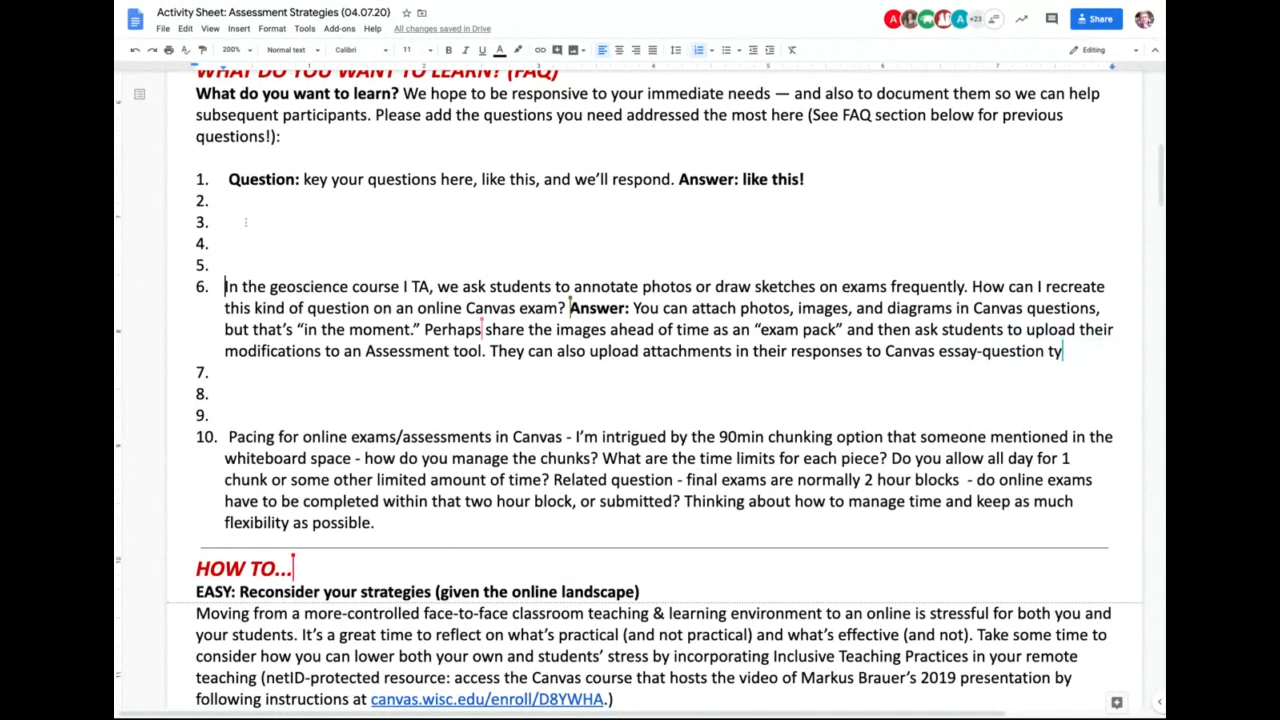 Activity Sheet: Assessment Strategies (04.07.20)
File Edit View Insert Format Tools Add-ons Help All changes saved in Drive
A A +23 Share
200% Normal text Calibri 11 B I U A Editing
1 2 3 4 5 6 7
WHAT DO YOU WANT TO LEARN? (FAQ)
What do you want to learn? We hope to be responsive to your immediate needs — and also to document them so we can help
subsequent participants. Please add the questions you need addressed the most here (See FAQ section below for previous
questions!):
1. Question: key your questions here, like this, and we’ll respond. Answer: like this!
2.
3.
4.
5.
6. In the geoscience course I TA, we ask students to annotate photos or draw sketches on exams frequently. How can I recreate
this kind of question on an online Canvas exam? Answer: You can attach photos, images, and diagrams in Canvas questions,
but that’s “in the moment.” Perhaps share the images ahead of time as an “exam pack” and then ask students to upload their
modifications to an Assessment tool. They can also upload attachments in their responses to Canvas essay-question ty
7.
8.
9.
10. Pacing for online exams/assessments in Canvas - I’m intrigued by the 90min chunking option that someone mentioned in the
whiteboard space - how do you manage the chunks? What are the time limits for each piece? Do you allow all day for 1
chunk or some other limited amount of time? Related question - final exams are normally 2 hour blocks - do online exams
have to be completed within that two hour block, or submitted? Thinking about how to manage time and keep as much
flexibility as possible.
HOW TO...
EASY: Reconsider your strategies (given the online landscape)
Moving from a more-controlled face-to-face classroom teaching & learning environment to an online is stressful for both you and
your students. It’s a great time to reflect on what’s practical (and not practical) and what’s effective (and not). Take some time to
consider how you can lower both your own and students’ stress by incorporating Inclusive Teaching Practices in your remote
teaching (netID-protected resource: access the Canvas course that hosts the video of Markus Brauer’s 2019 presentation by
following instructions at canvas.wisc.edu/enroll/D8YWHA.)